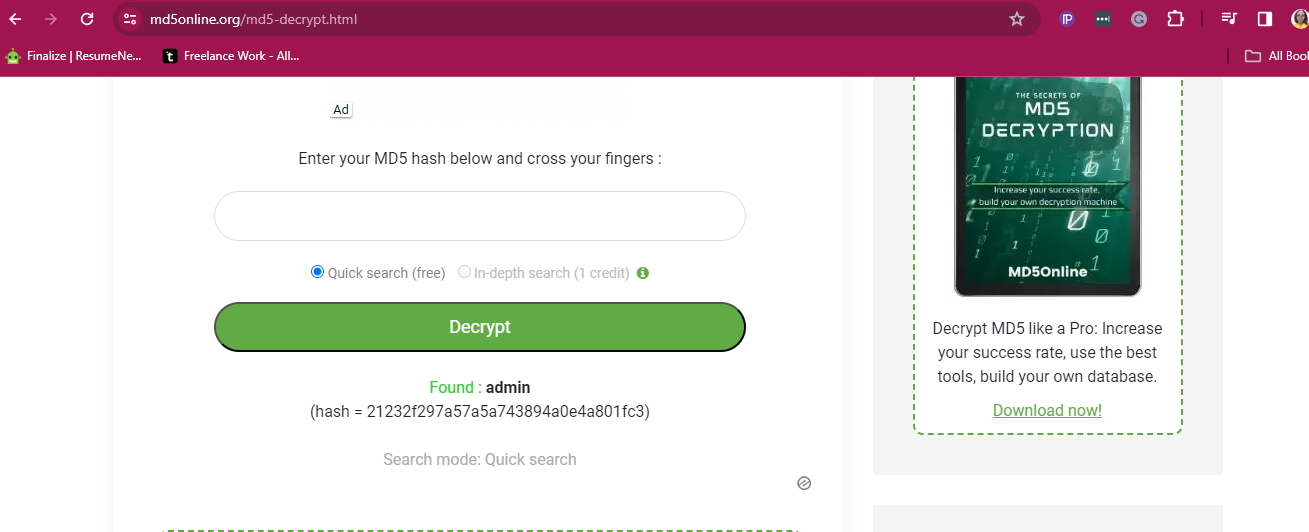 md5online.org/md5-decrypt.html
Finalize | ResumeNe...
Freelance Work - All...
All Book
Ad
Enter your MD5 hash below and cross your fingers :
Quick search (free)
In-depth search (1 credit)
Decrypt
Found : admin
(hash = 21232f297a57a5a743894a0e4a801fc3)
Search mode: Quick search
THE SECRETS OF
MD5
DECRYPTION
Increase your success rate,
build your own decryption machine
MD5Online
Decrypt MD5 like a Pro: Increase
your success rate, use the best
tools, build your own database.
Download now!